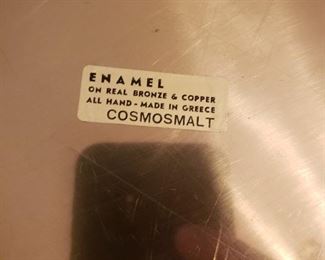 ENAMEL
ON REAL BRONZE & COPPER
ALL HAND - MADE IN GREECE
COSMOSMALT